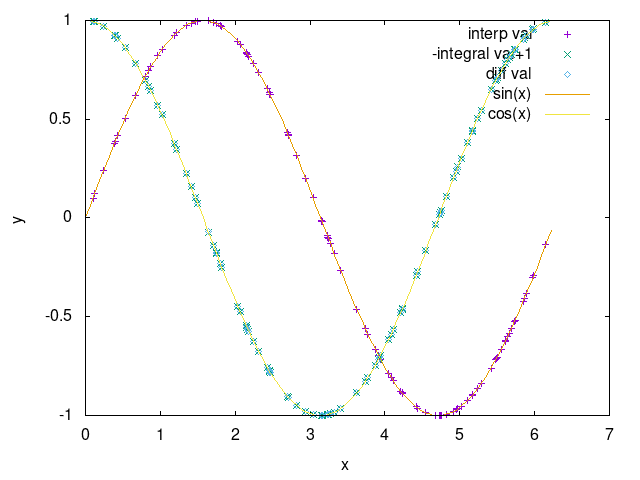 1
0.5
0
-0.5
-1
0
1
2
3
4
5
6
7
x
y
interp val
-integral val+1
diff val
sin(x)
cos(x)